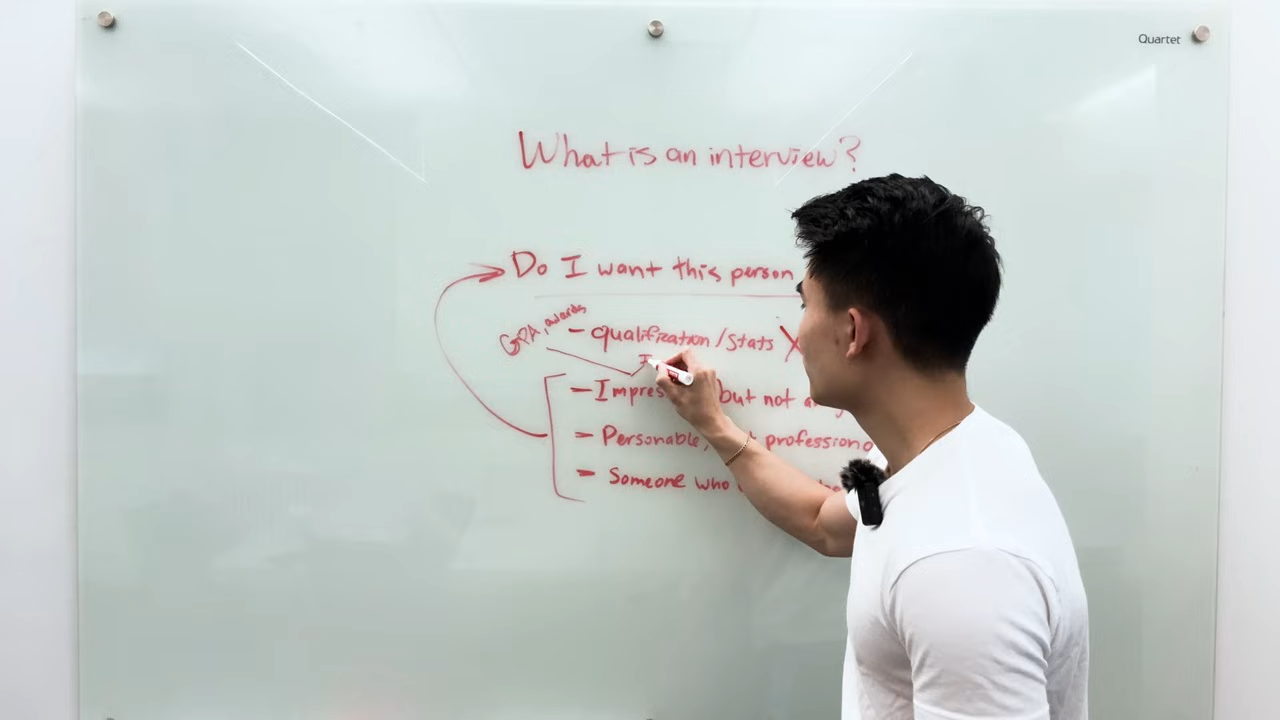 Quartet
What is an interview?
Do I want this person
GPA, awards
- qualification/stats X
- but not
- Personable, professiona
- Someone who